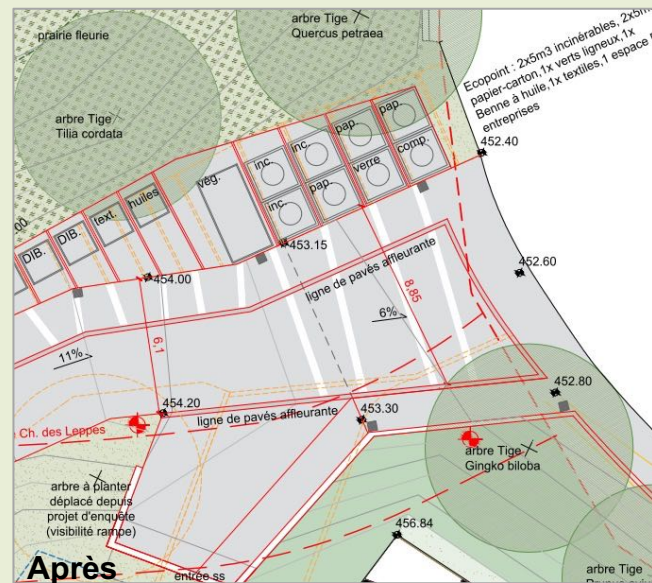 arbre Tige
Quercus petraea
prairie fleurie
Ecopoint : 2x5m3 incinérables, 2x5m
papier-carton,1x verts ligneux,1x
Benne à huile,1x textiles,1 espace
entreprises
arbre Tige
Tilia cordata
pap.
pap.
inc.
inc.
comp.
verre
pap.
inc.
vég.
huiles
text.
DIB.
DIB.
.00
452.40
453.15
452.60
454.00
ligne de pavés affleurante
8,85
6%
6,1
11%
452.80
454.20
ligne de pavés affleurante
453.30
Ch. des Leppes
arbre Tige
Gingko biloba
arbre à planter
déplacé depuis
projet d'enquête
(visibilité rampe)
456.84
Après
entrée ss
arbre Tige